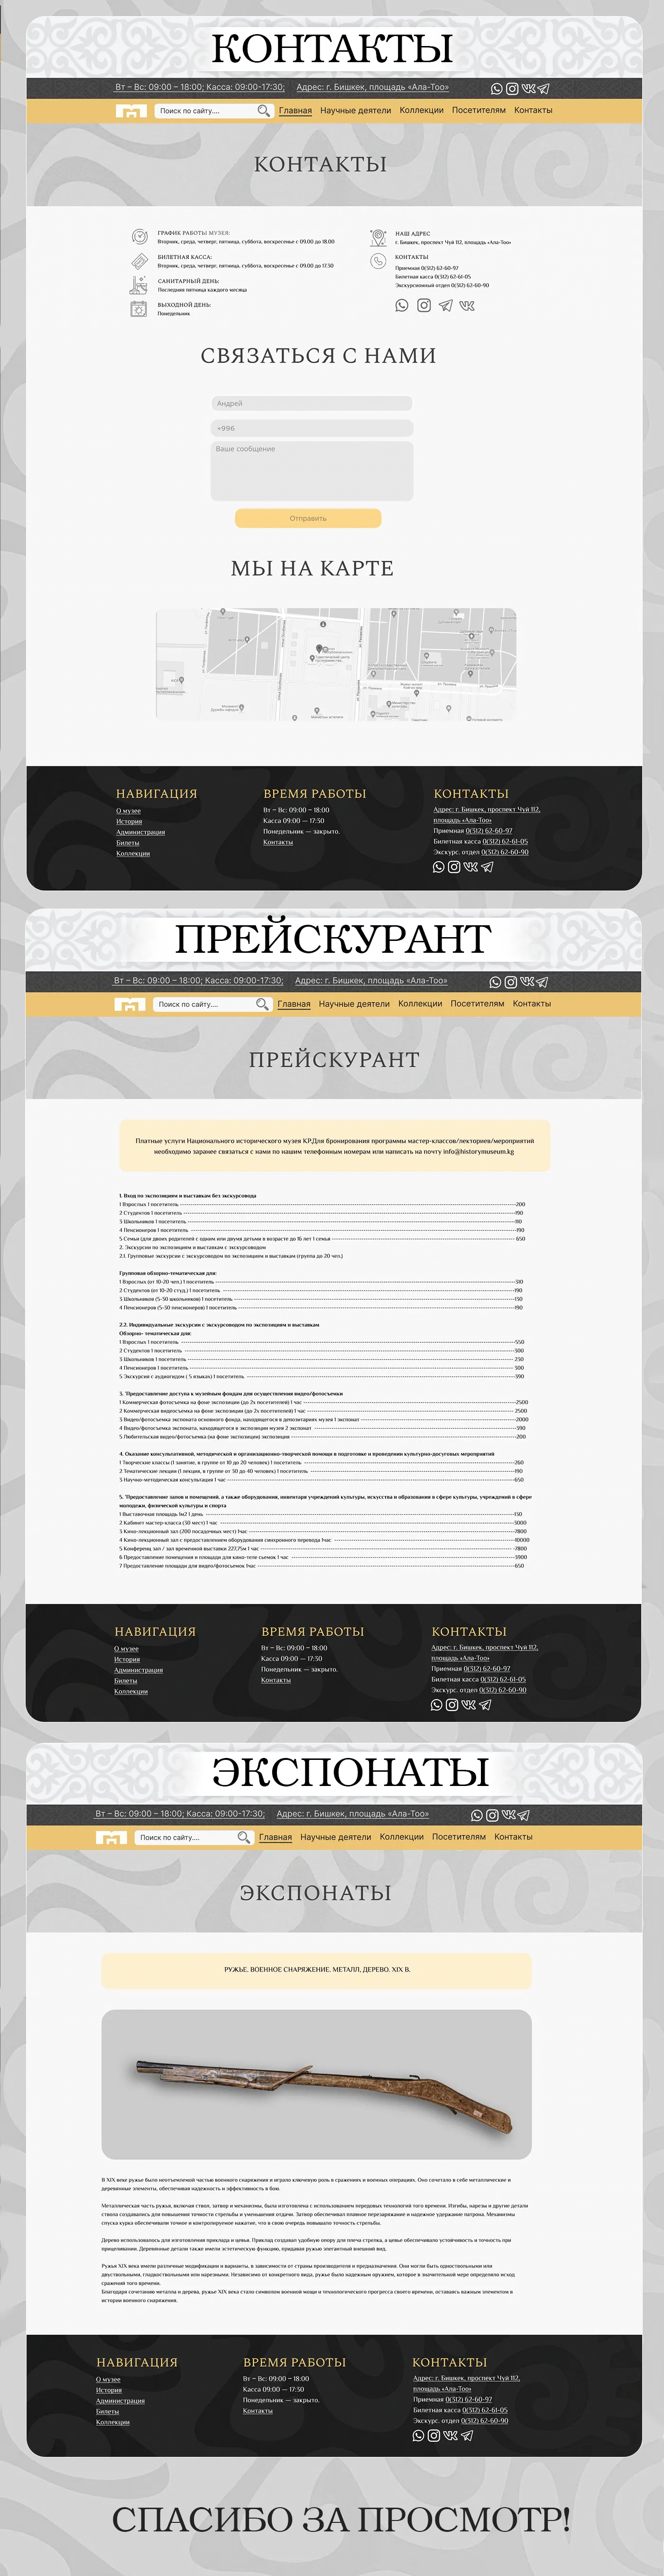 КОНТАКТЫ
Вт – Вс: 09:00 – 18:00; Касса: 09:00-17:30; Адрес: г. Бишкек, площадь «Ала-Тоо»
Поиск по сайту.... Главная Научные деятели Коллекции Посетителям Контакты
КОНТАКТЫ
ГРАФИК РАБОТЫ МУЗЕЯ:
Вторник, среда, четверг, пятница, суббота, воскресенье с 09.00 до 18.00
БИЛЕТНАЯ КАССА:
Вторник, среда, четверг, пятница, суббота, воскресенье с 09.00 до 17.30
САНИТАРНЫЙ ДЕНЬ:
Последняя пятница каждого месяца
ВЫХОДНОЙ ДЕНЬ:
Понедельник
НАШ АДРЕС
г. Бишкек, проспект Чуй 112, площадь «Ала-Тоо»
КОНТАКТЫ
Приемная 0(312) 62-60-97
Билетная касса 0(312) 62-61-05
Экскурсионный отдел 0(312) 62-60-90
СВЯЗАТЬСЯ С НАМИ
Андрей
+996
Ваше сообщение
Отправить
МЫ НА КАРТЕ
НАВИГАЦИЯ
О музее
История
Администрация
Билеты
Коллекции
ВРЕМЯ РАБОТЫ
Вт – Вс: 09:00 – 18:00
Касса 09:00 — 17:30
Понедельник — закрыто.
Контакты
КОНТАКТЫ
Адрес: г. Бишкек, проспект Чуй 112,
площадь «Ала-Тоо»
Приемная 0(312) 62-60-97
Билетная касса 0(312) 62-61-05
Экскурс. отдел 0(312) 62-60-90
ПРЕЙСКУРАНТ
Вт – Вс: 09:00 – 18:00; Касса: 09:00-17:30; Адрес: г. Бишкек, площадь «Ала-Тоо»
Поиск по сайту.... Главная Научные деятели Коллекции Посетителям Контакты
ПРЕЙСКУРАНТ
Платные услуги Национального исторического музея КР.Для бронирования программы мастер-классов/лекториев/мероприятий
необходимо заранее связаться с нами по нашим телефонным номерам или написать на почту info@historymuseum.kg
1. Вход по экспозициям и выставкам без экскурсовода
1 Взрослых 1 посетитель ---200
2 Студентов 1 посетитель ---190
3 Школьников 1 посетитель ---110
4 Пенсионеров 1 посетитель ---190
5 Семьи (для двоих родителей с одним или двумя детьми в возрасте до 16 лет 1 семья --- 650
2. Экскурсии по экспозициям и выставкам с экскурсоводом
2.1. Групповые экскурсии с экскурсоводом по экспозициям и выставкам (группа до 20 чел.)
Групповая обзорно-тематическая для:
1 Взрослых (от 10-20 чел.) 1 посетитель ---310
2 Студентов (от 10-20 студ.) 1 посетитель ---190
3 Школьников (5-30 школьников) 1 посетитель ---130
4 Пенсионеров (5-30 пенсионеров) 1 посетитель ---190
2.2. Индивидуальные экскурсии с экскурсоводом по экспозициям и выставкам
Обзорно- тематическая для:
1 Взрослых 1 посетитель ---550
2 Студентов 1 посетитель ---300
3 Школьников 1 посетитель --- 230
4 Пенсионеров 1 посетитель --- 300
5 Экскурсия с аудиогидом ( 5 языках) 1 посетитель ---390
3. Предоставление доступа к музейным фондам для осуществления видео/фотосъемки
1 Коммерческая фотосъемка на фоне экспозиции (до 2х посетителей) 1 час ---2500
2 Коммерческая видеосъемка на фоне экспозиции (до 2х посетителей) 1 час --- 2500
3 Видео/фотосъемка экспоната основного фонда, находящегося в депозитариях музея 1 экспонат ---2000
4 Видео/фотосъемка экспоната, находящегося в экспозиции музея 2 экспонат ---390
5 Любительская видео/фотосъемка (на фоне экспозиции) экспозиция ---200
4. Оказание консультативной, методической и организационно-творческой помощи в подготовке и проведении культурно-досуговых мероприятий
1 Творческие классы (1 занятие, в группе от 10 до 20 человек) 1 посетитель ---260
2 Тематические лекции (1 лекция, в группе от 30 до 40 человек) 1 посетитель ---190
3 Научно-методическая консультация 1 час ---650
5. Предоставление залов и помещений, а также оборудования, инвентаря учреждений культуры, искусства и образования в сфере культуры, учреждений в сфере
молодежи, физической культуры и спорта
1 Выставочная площадь 1м2 1 день ---130
2 Кабинет мастер-класса (30 мест) 1 час ---3000
3 Кино-лекционный зал (200 посадочных мест) 1час ---7800
4 Кино-лекционный зал с предоставлением оборудования синхронного перевода 1час ---10000
5 Конференц зал / зал временной выставки 227,75м 1 час ---7800
6 Предоставление помещения и площади для кино-теле съемок 1 час ---3900
7 Предоставление площади для видео/фотосъемок 1час ---650
НАВИГАЦИЯ
О музее
История
Администрация
Билеты
Коллекции
ВРЕМЯ РАБОТЫ
Вт – Вс: 09:00 – 18:00
Касса 09:00 — 17:30
Понедельник — закрыто.
Контакты
КОНТАКТЫ
Адрес: г. Бишкек, проспект Чуй 112,
площадь «Ала-Тоо»
Приемная 0(312) 62-60-97
Билетная касса 0(312) 62-61-05
Экскурс. отдел 0(312) 62-60-90
ЭКСПОНАТЫ
Вт – Вс: 09:00 – 18:00; Касса: 09:00-17:30; Адрес: г. Бишкек, площадь «Ала-Тоо»
Поиск по сайту.... Главная Научные деятели Коллекции Посетителям Контакты
ЭКСПОНАТЫ
РУЖЬЕ. ВОЕННОЕ СНАРЯЖЕНИЕ. МЕТАЛЛ, ДЕРЕВО. XIX В.
В XIX веке ружье было неотъемлемой частью военного снаряжения и играло ключевую роль в сражениях и военных операциях. Оно сочетало в себе металлические и
деревянные элементы, обеспечивая надежность и эффективность в бою.
Металлическая часть ружья, включая ствол, затвор и механизмы, была изготовлена с использованием передовых технологий того времени. Изгибы, нарезы и другие детали
ствола создавались для повышения точности стрельбы и уменьшения отдачи. Затвор обеспечивал плавное перезаряжание и надежное удержание патрона. Механизмы
спуска курка обеспечивали точное и контролируемое нажатие, что в свою очередь повышало точность стрельбы.
Дерево использовалось для изготовления приклада и цевья. Приклад создавал удобную опору для плеча стрелка, а цевье обеспечивало устойчивость и точность при
прицеливании. Деревянные детали также имели эстетическую функцию, придавая ружью элегантный внешний вид.
Ружья XIX века имели различные модификации и варианты, в зависимости от страны производителя и предназначения. Они могли быть одноствольными или
двуствольными, гладкоствольными или нарезными. Независимо от конкретного вида, ружье было надежным оружием, которое в значительной мере определяло исход
сражений того времени.
Благодаря сочетанию металла и дерева, ружье XIX века стало символом военной мощи и технологического прогресса своего времени, оставаясь важным элементом в
истории военного снаряжения.
НАВИГАЦИЯ
О музее
История
Администрация
Билеты
Коллекции
ВРЕМЯ РАБОТЫ
Вт – Вс: 09:00 – 18:00
Касса 09:00 — 17:30
Понедельник — закрыто.
Контакты
КОНТАКТЫ
Адрес: г. Бишкек, проспект Чуй 112,
площадь «Ала-Тоо»
Приемная 0(312) 62-60-97
Билетная касса 0(312) 62-61-05
Экскурс. отдел 0(312) 62-60-90
СПАСИБО ЗА ПРОСМОТР!